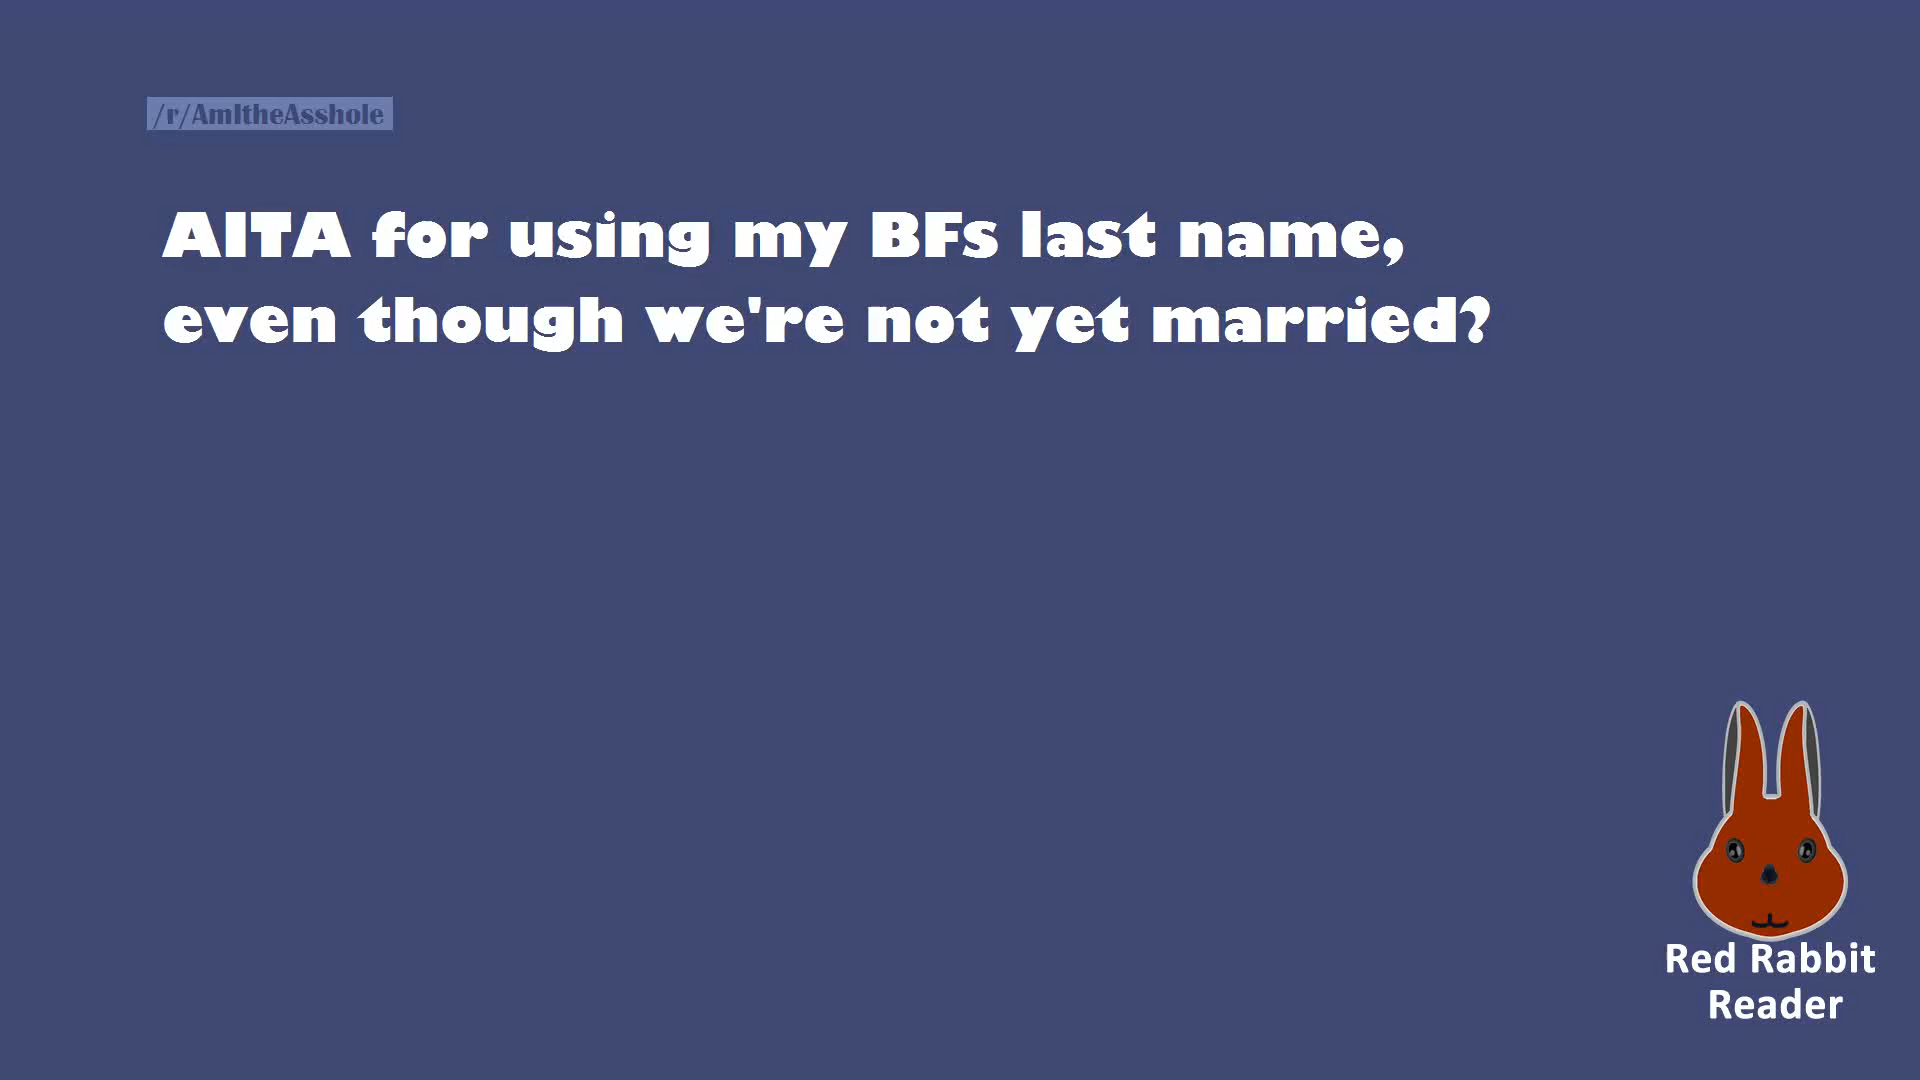 /r/AmItheAsshole
AITA for using my BFs last name,
even though we're not yet married?
Red Rabbit
Reader